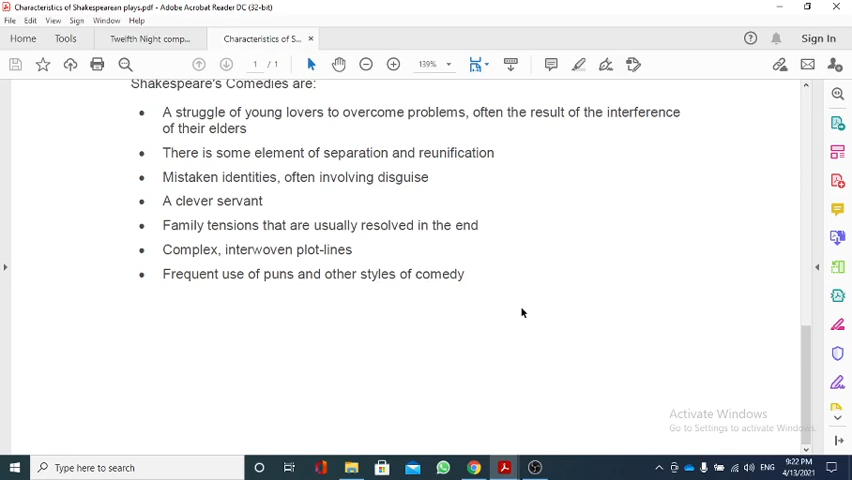 Characteristics of Shakespearean plays.pdf - Adobe Acrobat Reader DC (32-bit)
File Edit View Sign Window Help
Home Tools Twelfth Night comp... Characteristics of S... × Sign In
1 / 1 139%
Shakespeare's Comedies are:
• A struggle of young lovers to overcome problems, often the result of the interference
of their elders
• There is some element of separation and reunification
• Mistaken identities, often involving disguise
• A clever servant
• Family tensions that are usually resolved in the end
• Complex, interwoven plot-lines
• Frequent use of puns and other styles of comedy
Activate Windows
Go to Settings to activate Windows.
Type here to search
ENG
9:22 PM
4/13/2021